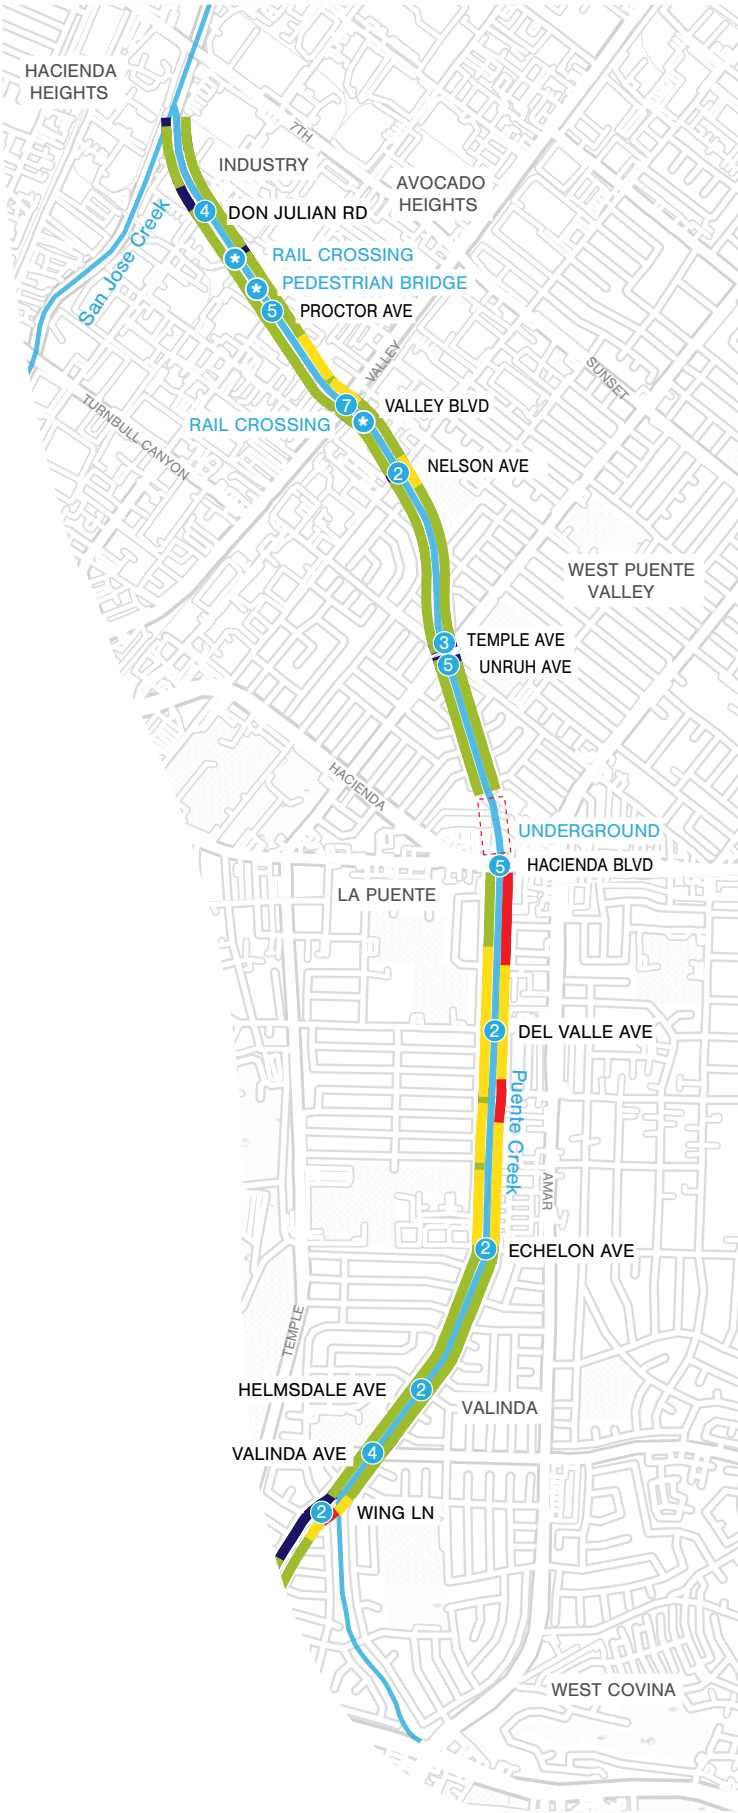 HACIENDA
HEIGHTS
7TH
INDUSTRY
AVOCADO
HEIGHTS
San Jose Creek
4 DON JULIAN RD
* RAIL CROSSING
* PEDESTRIAN BRIDGE
5 PROCTOR AVE
VALLEY
SUNSET
TURNBULL CANYON
7 VALLEY BLVD
RAIL CROSSING *
2 NELSON AVE
WEST PUENTE
VALLEY
3 TEMPLE AVE
5 UNRUH AVE
HACIENDA
UNDERGROUND
5 HACIENDA BLVD
LA PUENTE
2 DEL VALLE AVE
Puente Creek
AMAR
2 ECHELON AVE
TEMPLE
HELMSDALE AVE 2
VALINDA
VALINDA AVE 4
2 WING LN
WEST COVINA